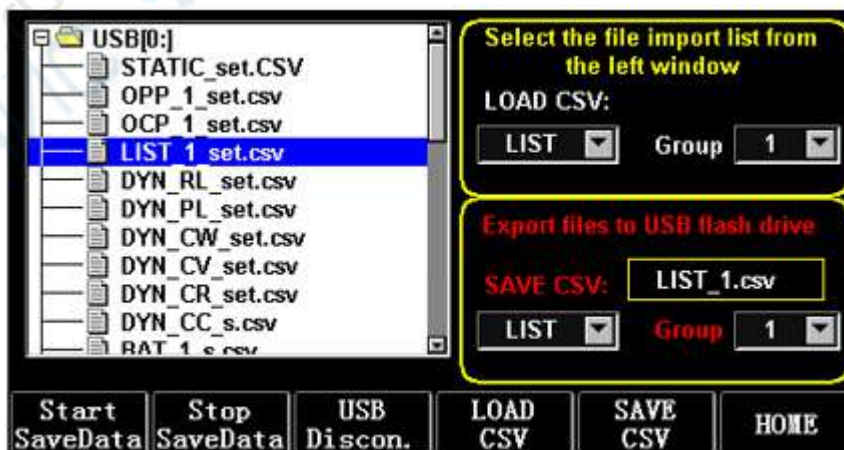 USB[0:]
STATIC_set.CSV
OPP_1_set.csv
OCP_1_set.csv
LIST_1_set.csv
DYN_RL_set.csv
DYN_PL_set.csv
DYN_CW_set.csv
DYN_CV_set.csv
DYN_CR_set.csv
DYN_CC_s.csv
BAT_1_s.csv
Select the file import list from
the left window
LOAD CSV:
LIST Group 1
Export files to USB flash drive
SAVE CSV: LIST_1.csv
LIST Group 1
Start SaveData
Stop SaveData
USB Discon.
LOAD CSV
SAVE CSV
HOME